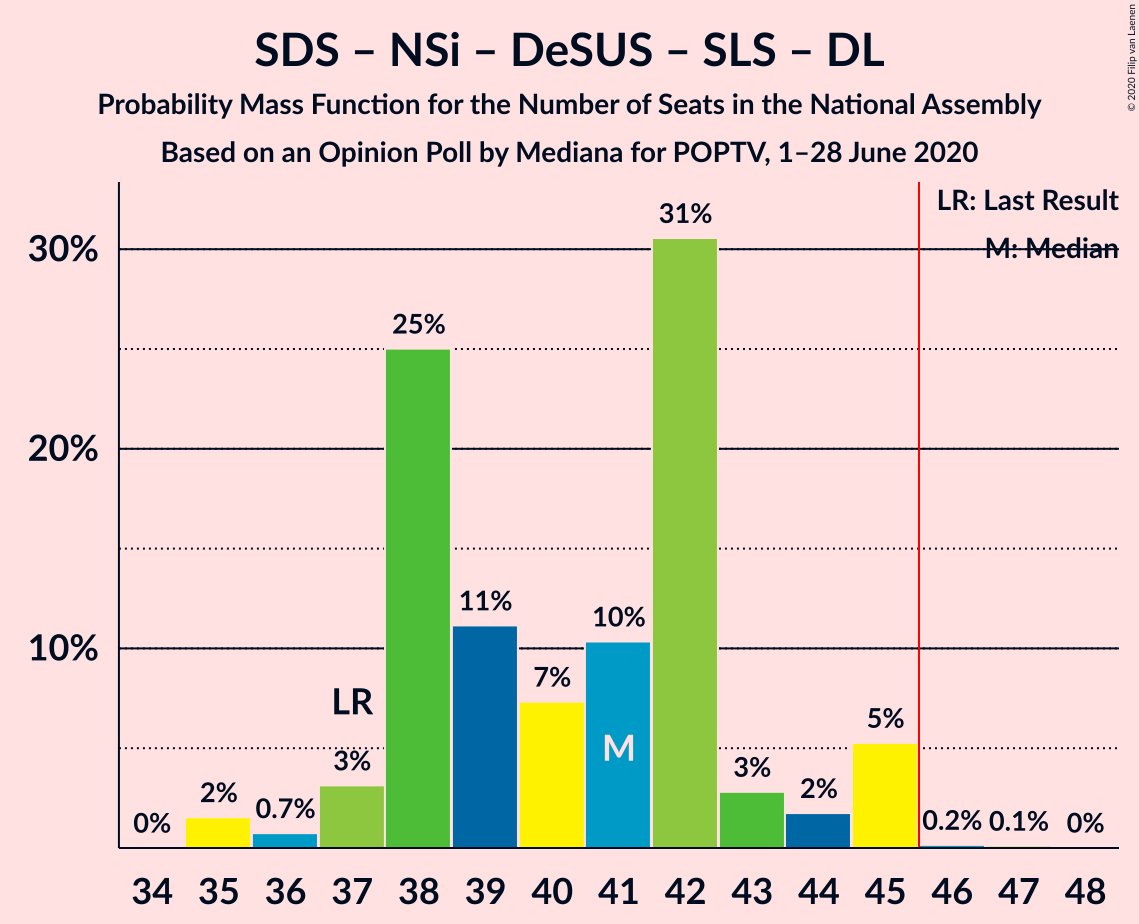 SDS – NSi – DeSUS – SLS – DL
Probability Mass Function for the Number of Seats in the National Assembly
Based on an Opinion Poll by Mediana for POPTV, 1–28 June 2020
© 2020 Filip van Laenen
LR: Last Result
M: Median
30%
20%
10%
0%
2%
0.7%
LR
3%
25%
11%
7%
10%
M
31%
3%
2%
5%
0.2%
0.1%
0%
34 35 36 37 38 39 40 41 42 43 44 45 46 47 48